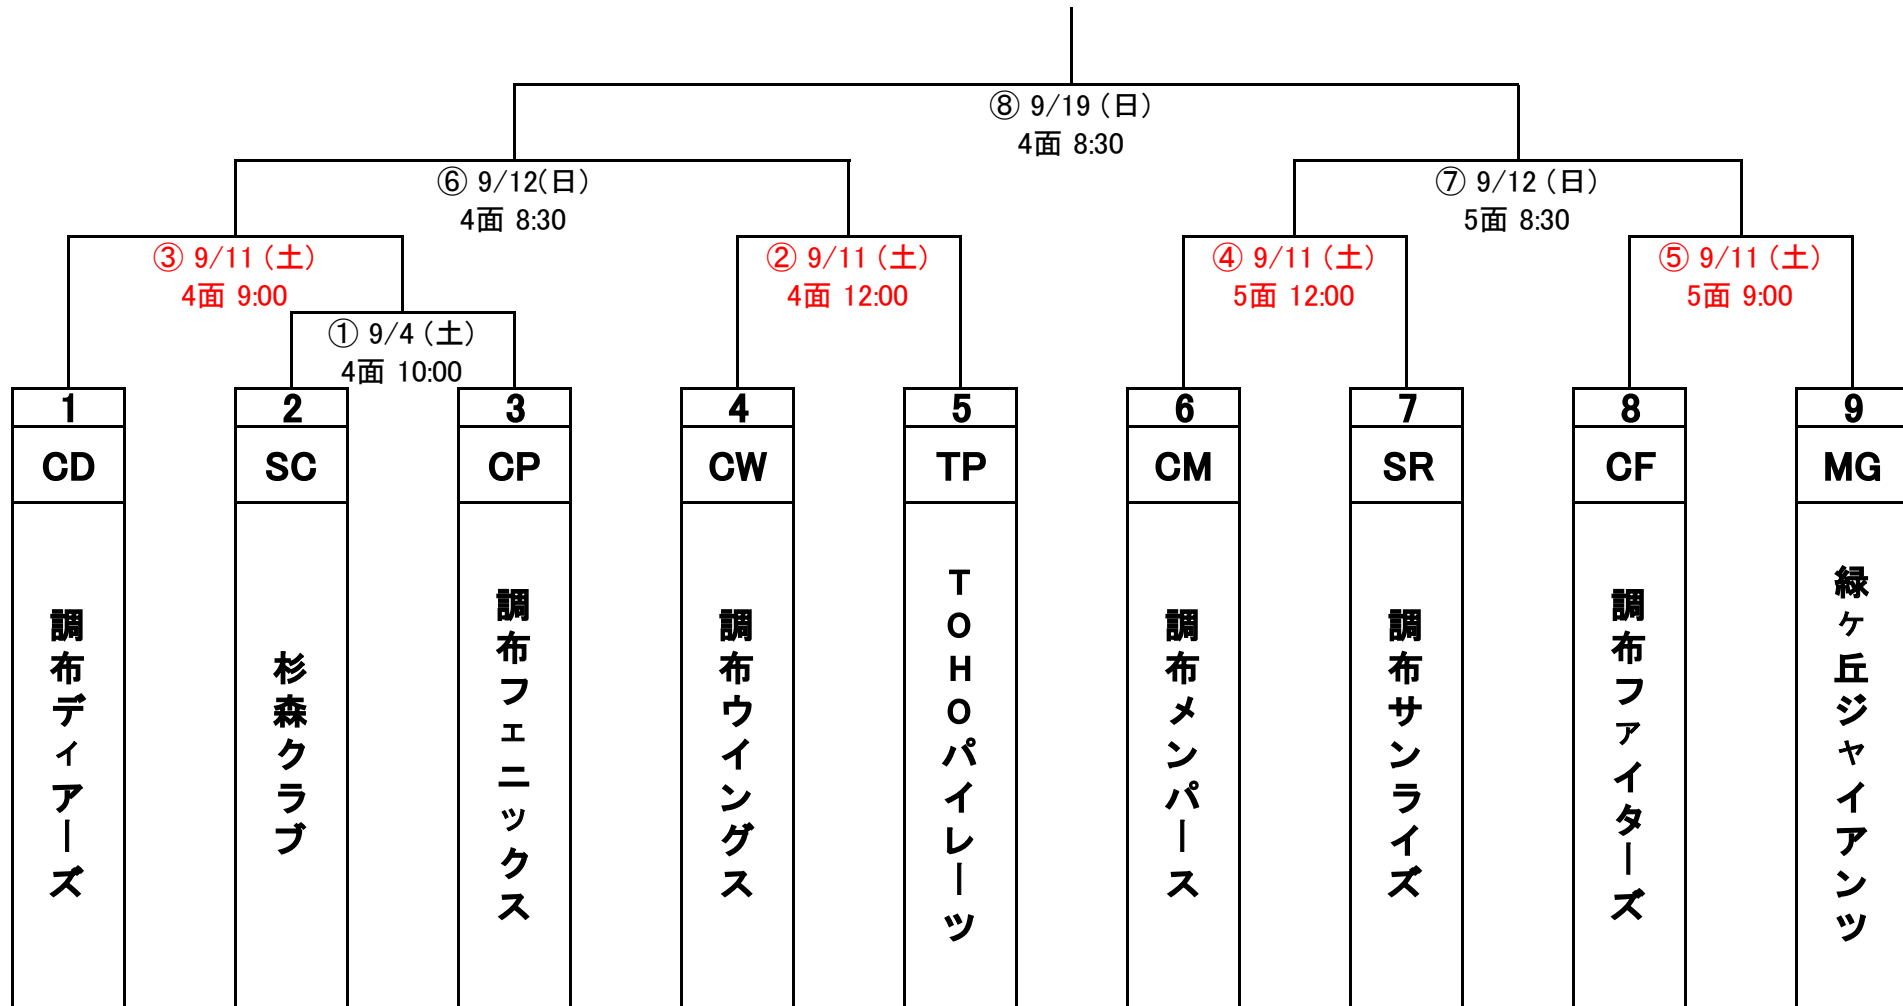 ⑧ 9/19 (日)
4面 8:30
⑥ 9/12(日)
4面 8:30
⑦ 9/12 (日)
5面 8:30
③ 9/11 (土)
4面 9:00
② 9/11 (土)
4面 12:00
④ 9/11 (土)
5面 12:00
⑤ 9/11 (土)
5面 9:00
① 9/4 (土)
4面 10:00
1
2
3
4
5
6
7
8
9
CD
SC
CP
CW
TP
CM
SR
CF
MG
調布ディアーズ
杉森クラブ
調布フェニックス
調布ウイングス
TOHOパイレーツ
調布メンパース
調布サンライズ
調布ファイターズ
緑ヶ丘ジャイアンツ